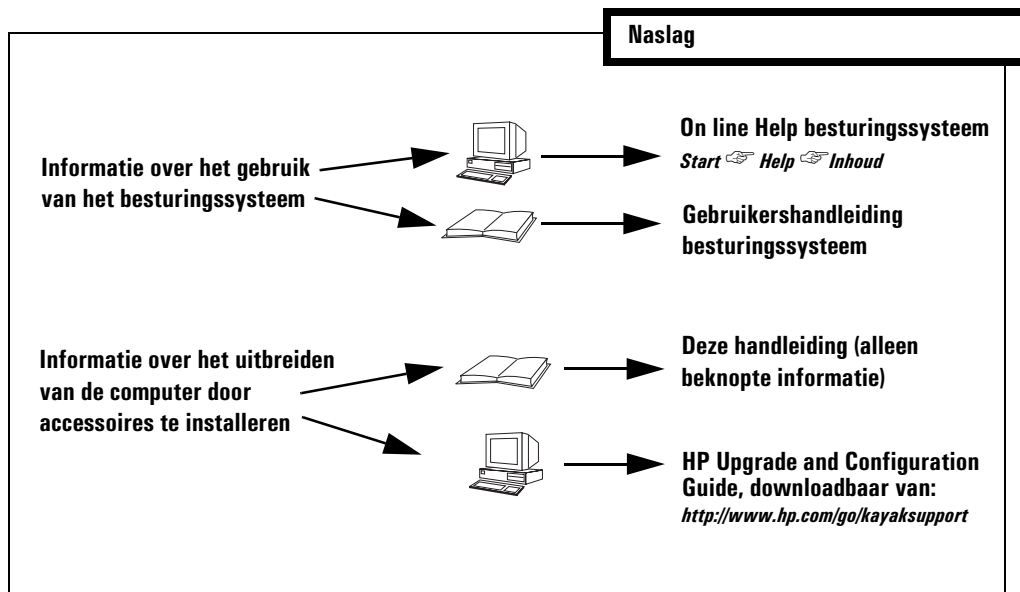 Naslag
Informatie over het gebruik
van het besturingssysteem
On line Help besturingssysteem
Start ☞ Help ☞ Inhoud
Gebruikershandleiding
besturingssysteem
Informatie over het uitbreiden
van de computer door
accessoires te installeren
Deze handleiding (alleen
beknopte informatie)
HP Upgrade and Configuration
Guide, downloadbaar van:
http://www.hp.com/go/kayaksupport